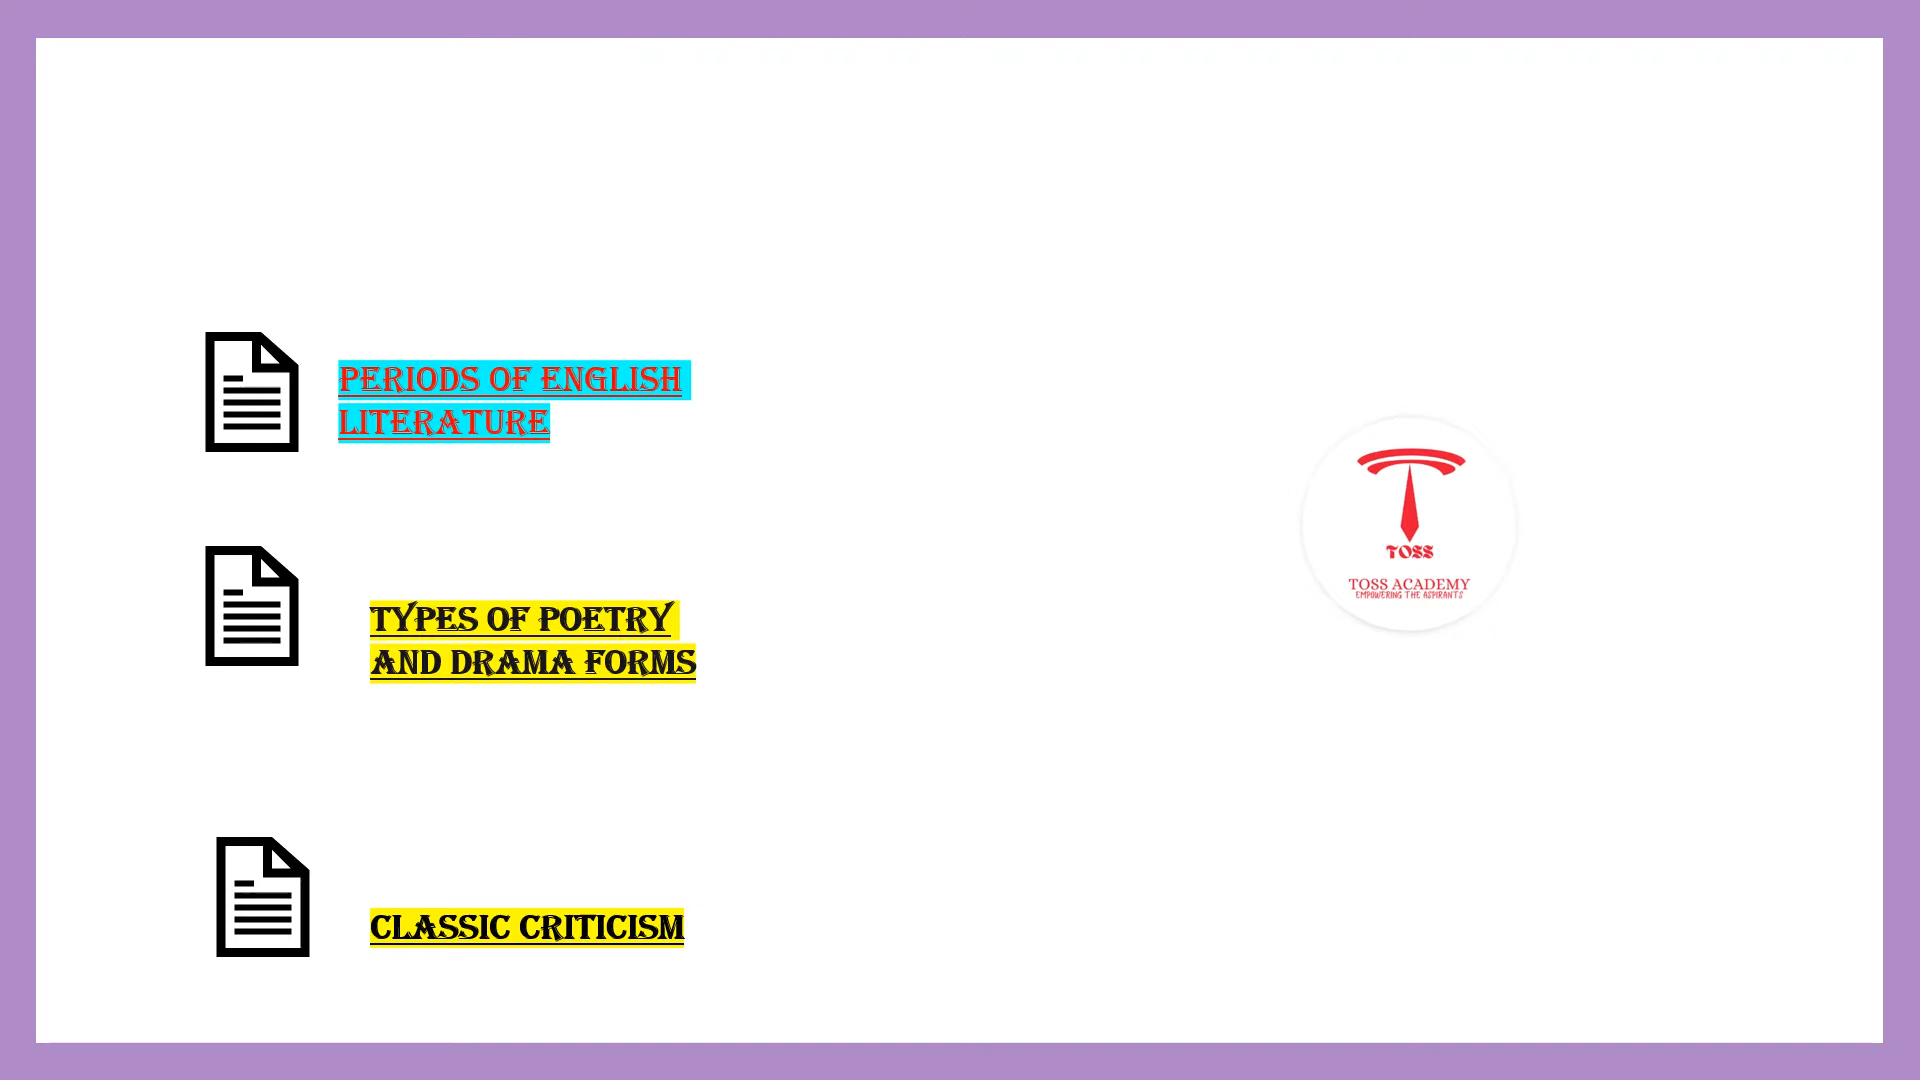 PERIODS OF ENGLISH
LITERATURE
TYPES OF POETRY
AND DRAMA FORMS
CLASSIC CRITICISM
TOSS
TOSS ACADEMY
EMPOWERING THE ASPIRANTS